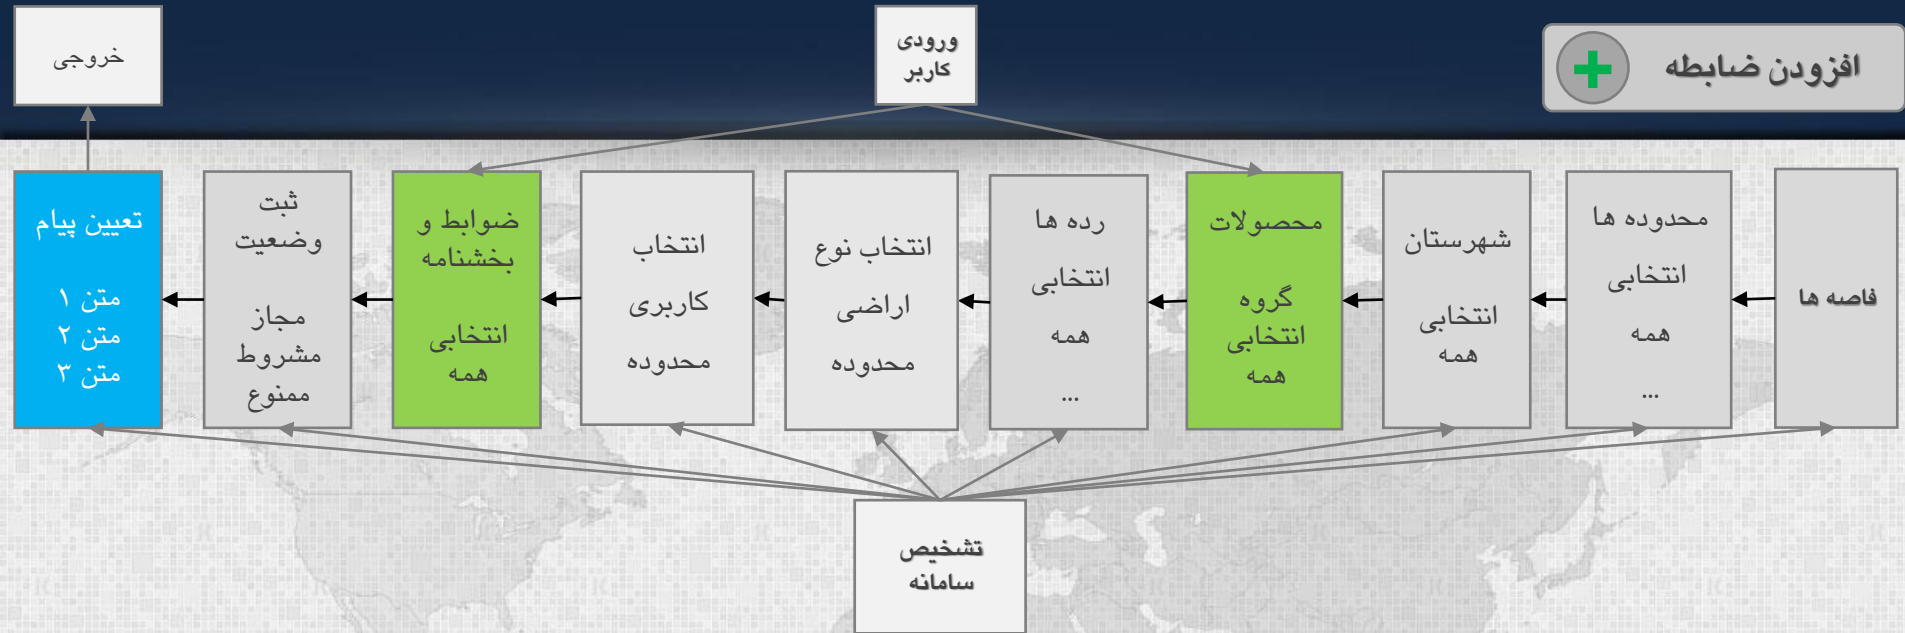 افزودن ضابطه
ورودی
کاربر
خروجی
فاصه ها
محدوده ها
انتخابی
همه
...
شهرستان
انتخابی
همه
محصولات
گروه
انتخابی
همه
رده ها
انتخابی
همه
...
انتخاب نوع
اراضی
محدوده
انتخاب
کاربری
محدوده
ضوابط و
بخشنامه
انتخابی
همه
ثبت
وضعیت
مجاز
مشروط
ممنوع
تعیین پیام
متن ۱
متن ۲
متن ۳
تشخیص
سامانه